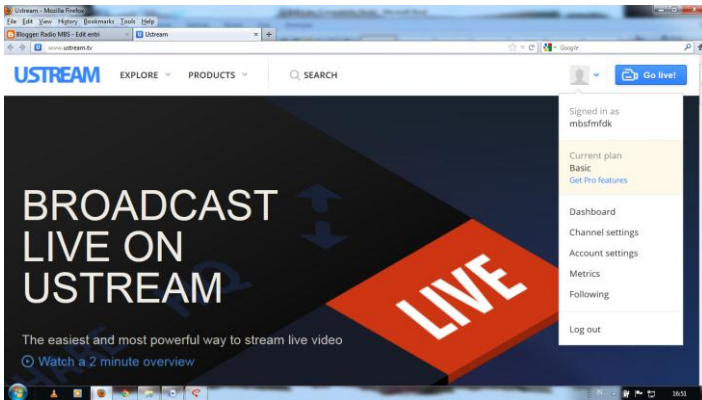 Ustream - Mozilla Firefox
File Edit View History Bookmarks Tools Help
Blogger: Radio MBS - Edit entri
Ustream
www.ustream.tv
Google
USTREAM EXPLORE PRODUCTS SEARCH
Go live!
Signed in as
mbsfmfdk
Current plan
Basic
Get Pro features
Dashboard
Channel settings
Account settings
Metrics
Following
Log out
BROADCAST
LIVE ON
USTREAM
LIVE
The easiest and most powerful way to stream live video
Watch a 2 minute overview
16:51